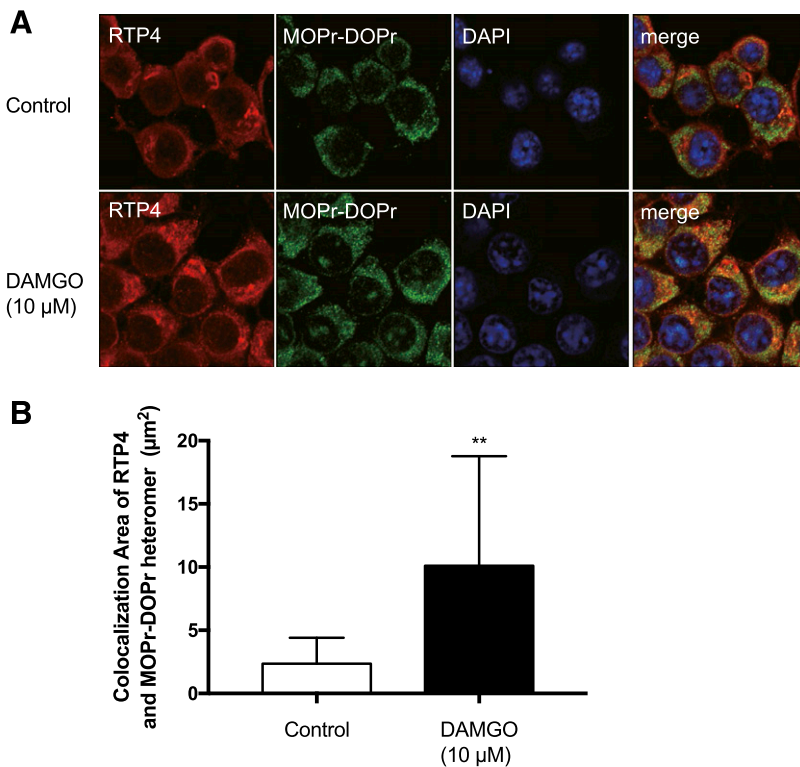 A
RTP4 MOPr-DOPr DAPI merge
Control
RTP4 MOPr-DOPr DAPI merge
DAMGO
(10 µM)
B
Colocalization Area of RTP4
and MOPr-DOPr heteromer (µm²)
20
15
10
5
0
**
Control DAMGO
(10 µM)